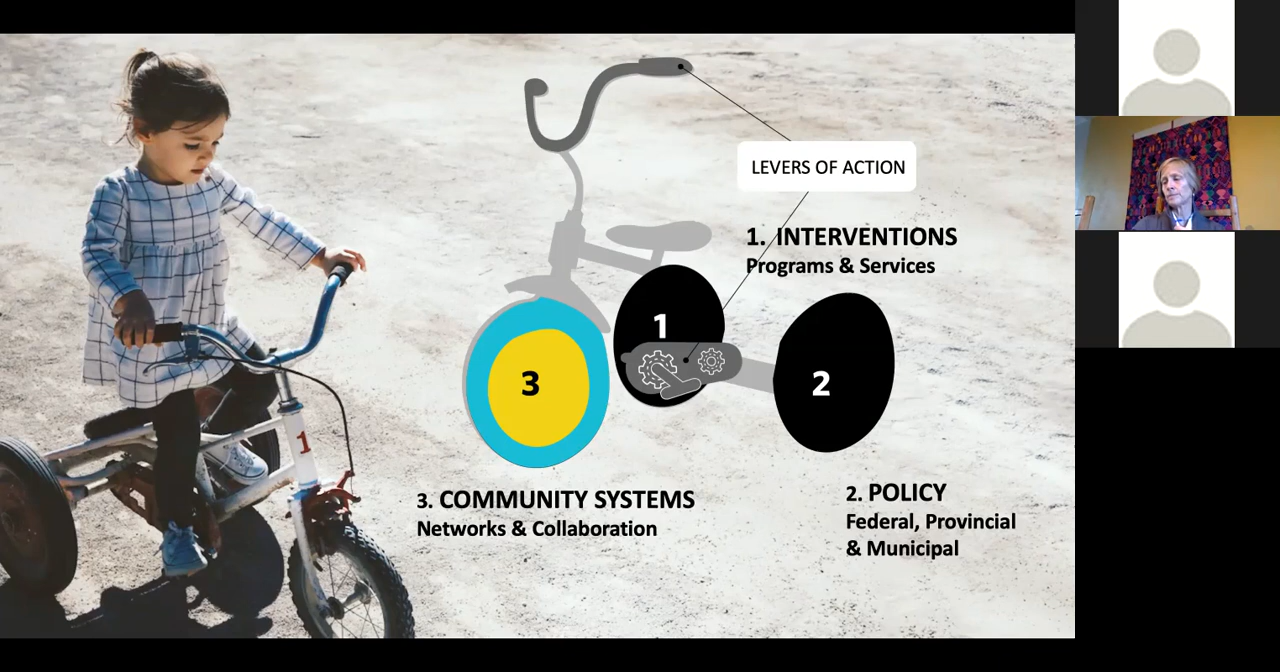 LEVERS OF ACTION
1. INTERVENTIONS
Programs & Services
1
3
2
1
3. COMMUNITY SYSTEMS
Networks & Collaboration
2. POLICY
Federal, Provincial
& Municipal